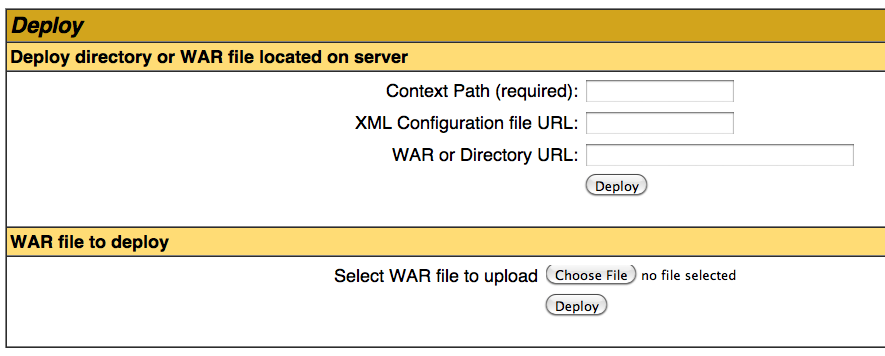 Deploy
Deploy directory or WAR file located on server
Context Path (required):
XML Configuration file URL:
WAR or Directory URL:
Deploy
WAR file to deploy
Select WAR file to upload Choose File no file selected
Deploy